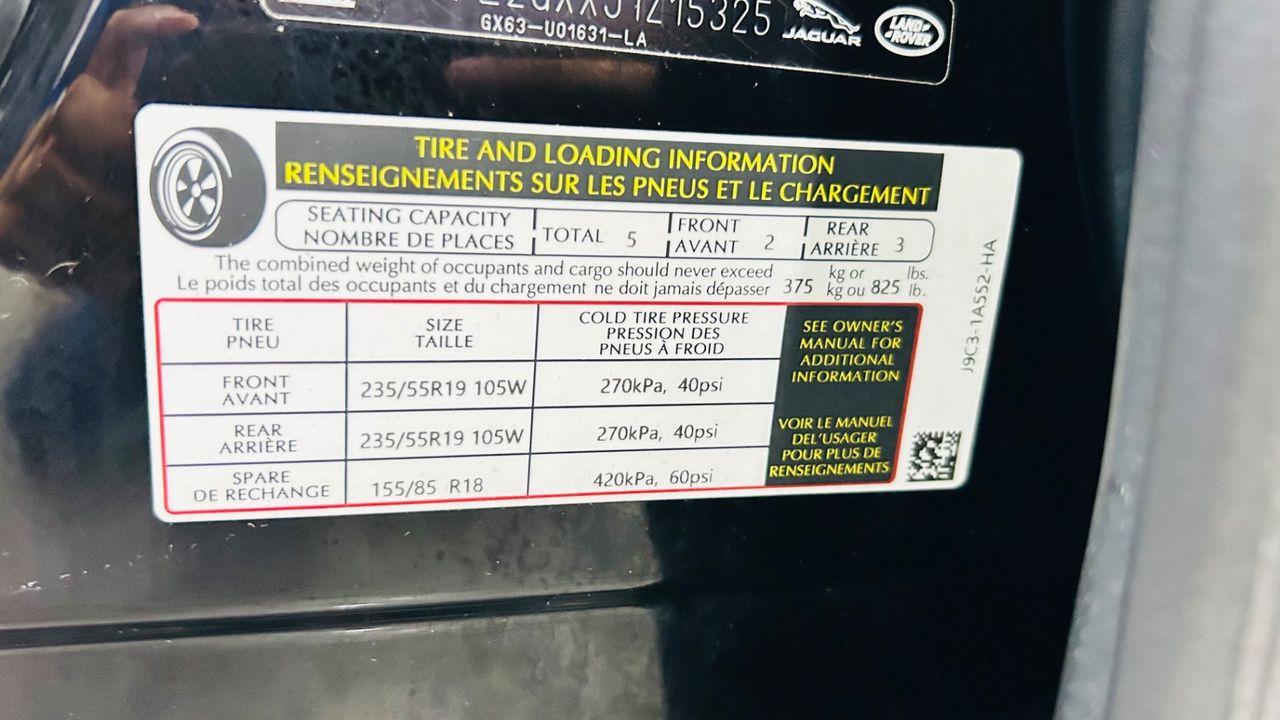 GX63-U01631-LA
JAGUAR
LAND ROVER
TIRE AND LOADING INFORMATION
RENSEIGNEMENTS SUR LES PNEUS ET LE CHARGEMENT
SEATING CAPACITY TOTAL 5 FRONT 2 REAR 3
NOMBRE DE PLACES AVANT ARRIÈRE
The combined weight of occupants and cargo should never exceed 375 kg or 825 lbs.
Le poids total des occupants et du chargement ne doit jamais dépasser kg ou lb.
TIRE SIZE COLD TIRE PRESSURE
PNEU TAILLE PRESSION DES
PNEUS À FROID
FRONT 235/55R19 105W 270kPa, 40psi
AVANT
REAR 235/55R19 105W 270kPa, 40psi
ARRIÈRE
SPARE 155/85 R18 420kPa, 60psi
DE RECHANGE
SEE OWNER'S
MANUAL FOR
ADDITIONAL
INFORMATION
VOIR LE MANUEL
DEL'USAGER
POUR PLUS DE
RENSEIGNEMENTS
J9C3-1A552-HA